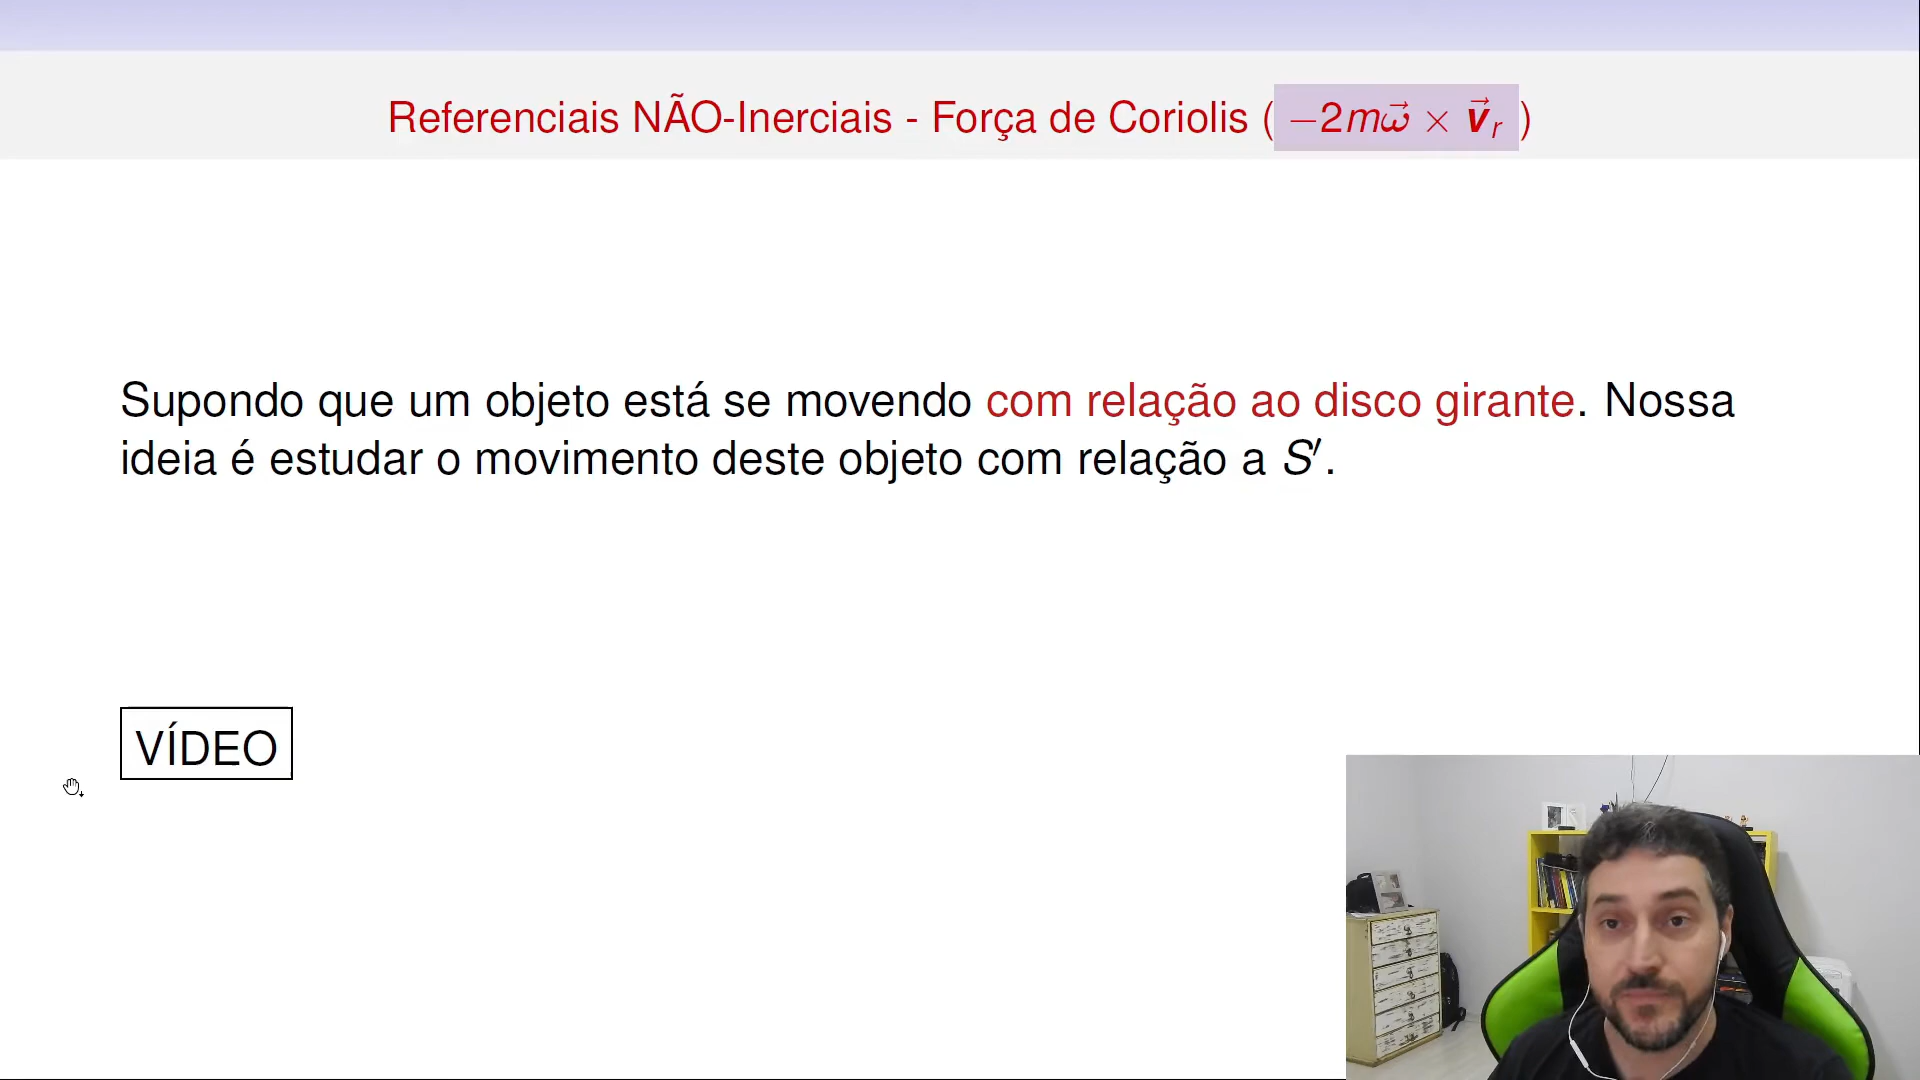 Referenciais NÃO-Inerciais - Força de Coriolis ( −2mω⃗ × v⃗ᵣ )
Supondo que um objeto está se movendo com relação ao disco girante. Nossa
ideia é estudar o movimento deste objeto com relação a S′.
VÍDEO